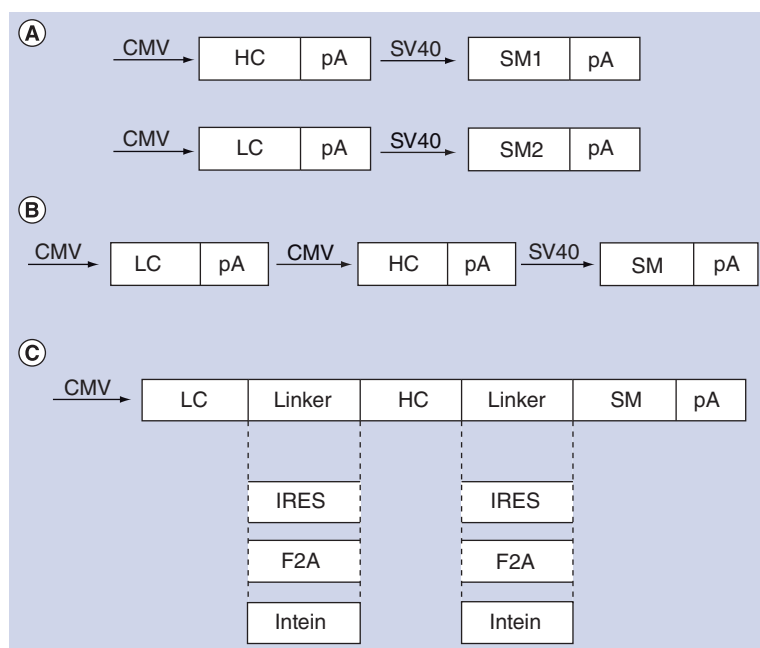 A
CMV HC pA SV40 SM1 pA
CMV LC pA SV40 SM2 pA
B
CMV LC pA CMV HC pA SV40 SM pA
C
CMV LC Linker HC Linker SM pA
IRES IRES
F2A F2A
Intein Intein